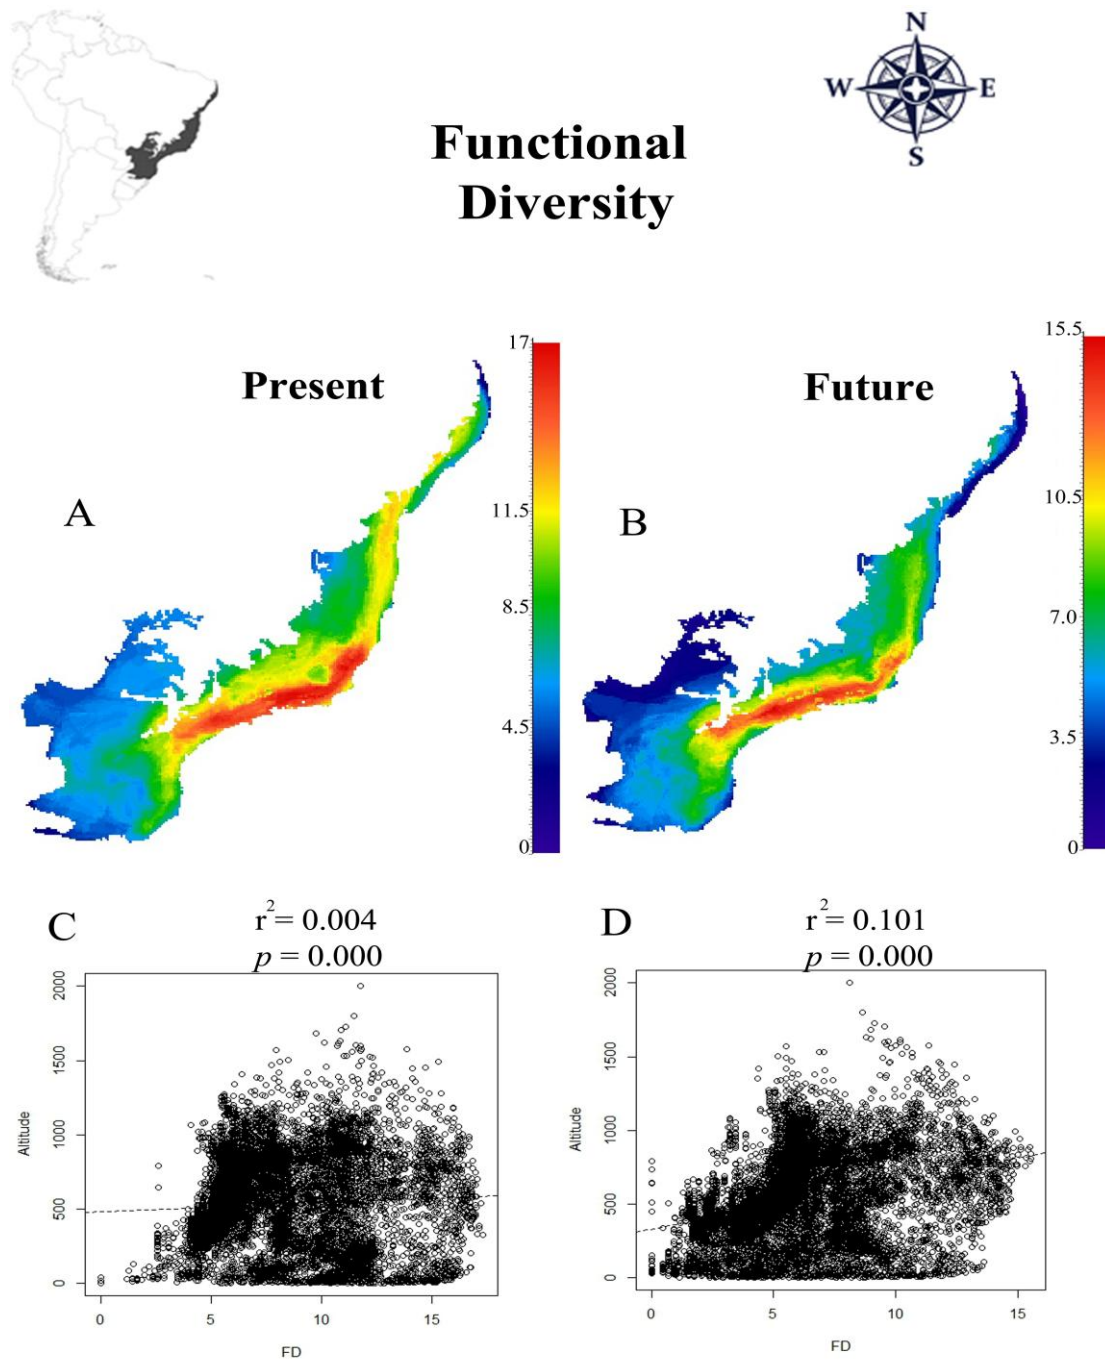 N
W E
S
Functional
Diversity
Present
Future
17
11.5
8.5
4.5
0
15.5
10.5
7.0
3.5
0
A
B
C
r²= 0.004
p = 0.000
D
r²= 0.101
p = 0.000
2000
1500
1000
500
0
Altitude
0 5 10 15
FD
2000
1500
1000
500
0
Altitude
0 5 10 15
FD